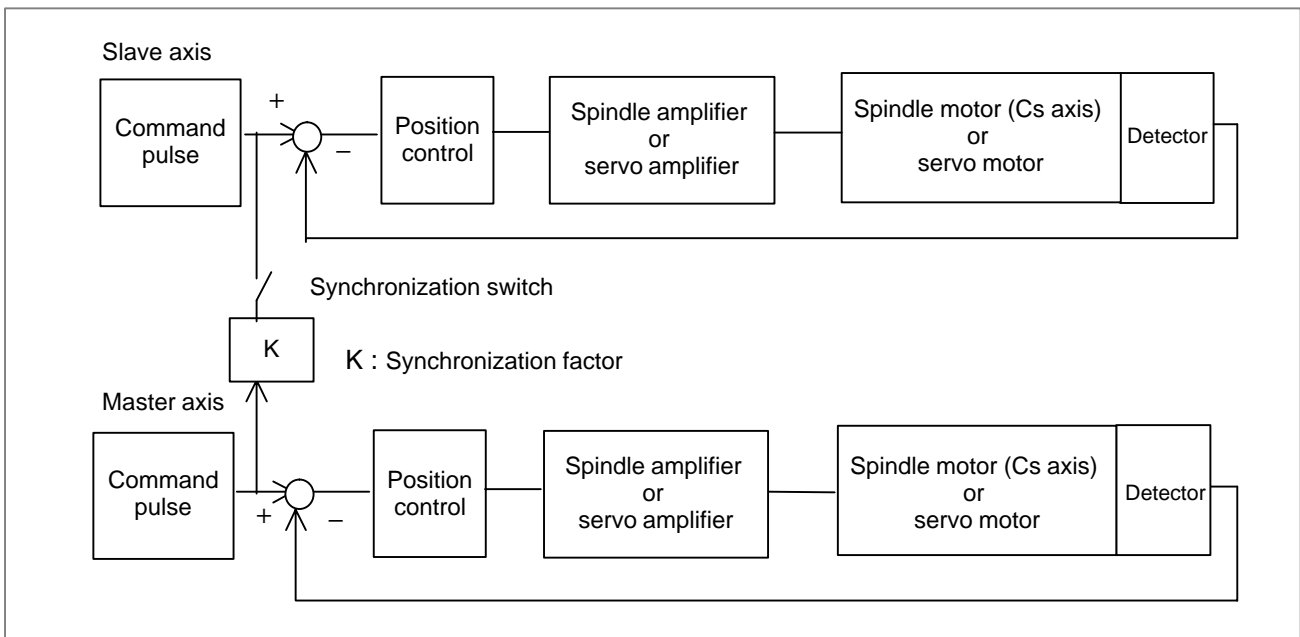 Slave axis
+
Command
pulse
−
Position
control
Spindle amplifier
or
servo amplifier
Spindle motor (Cs axis)
or
servo motor
Detector
Synchronization switch
K
K : Synchronization factor
Master axis
Command
pulse
+
−
Position
control
Spindle amplifier
or
servo amplifier
Spindle motor (Cs axis)
or
servo motor
Detector